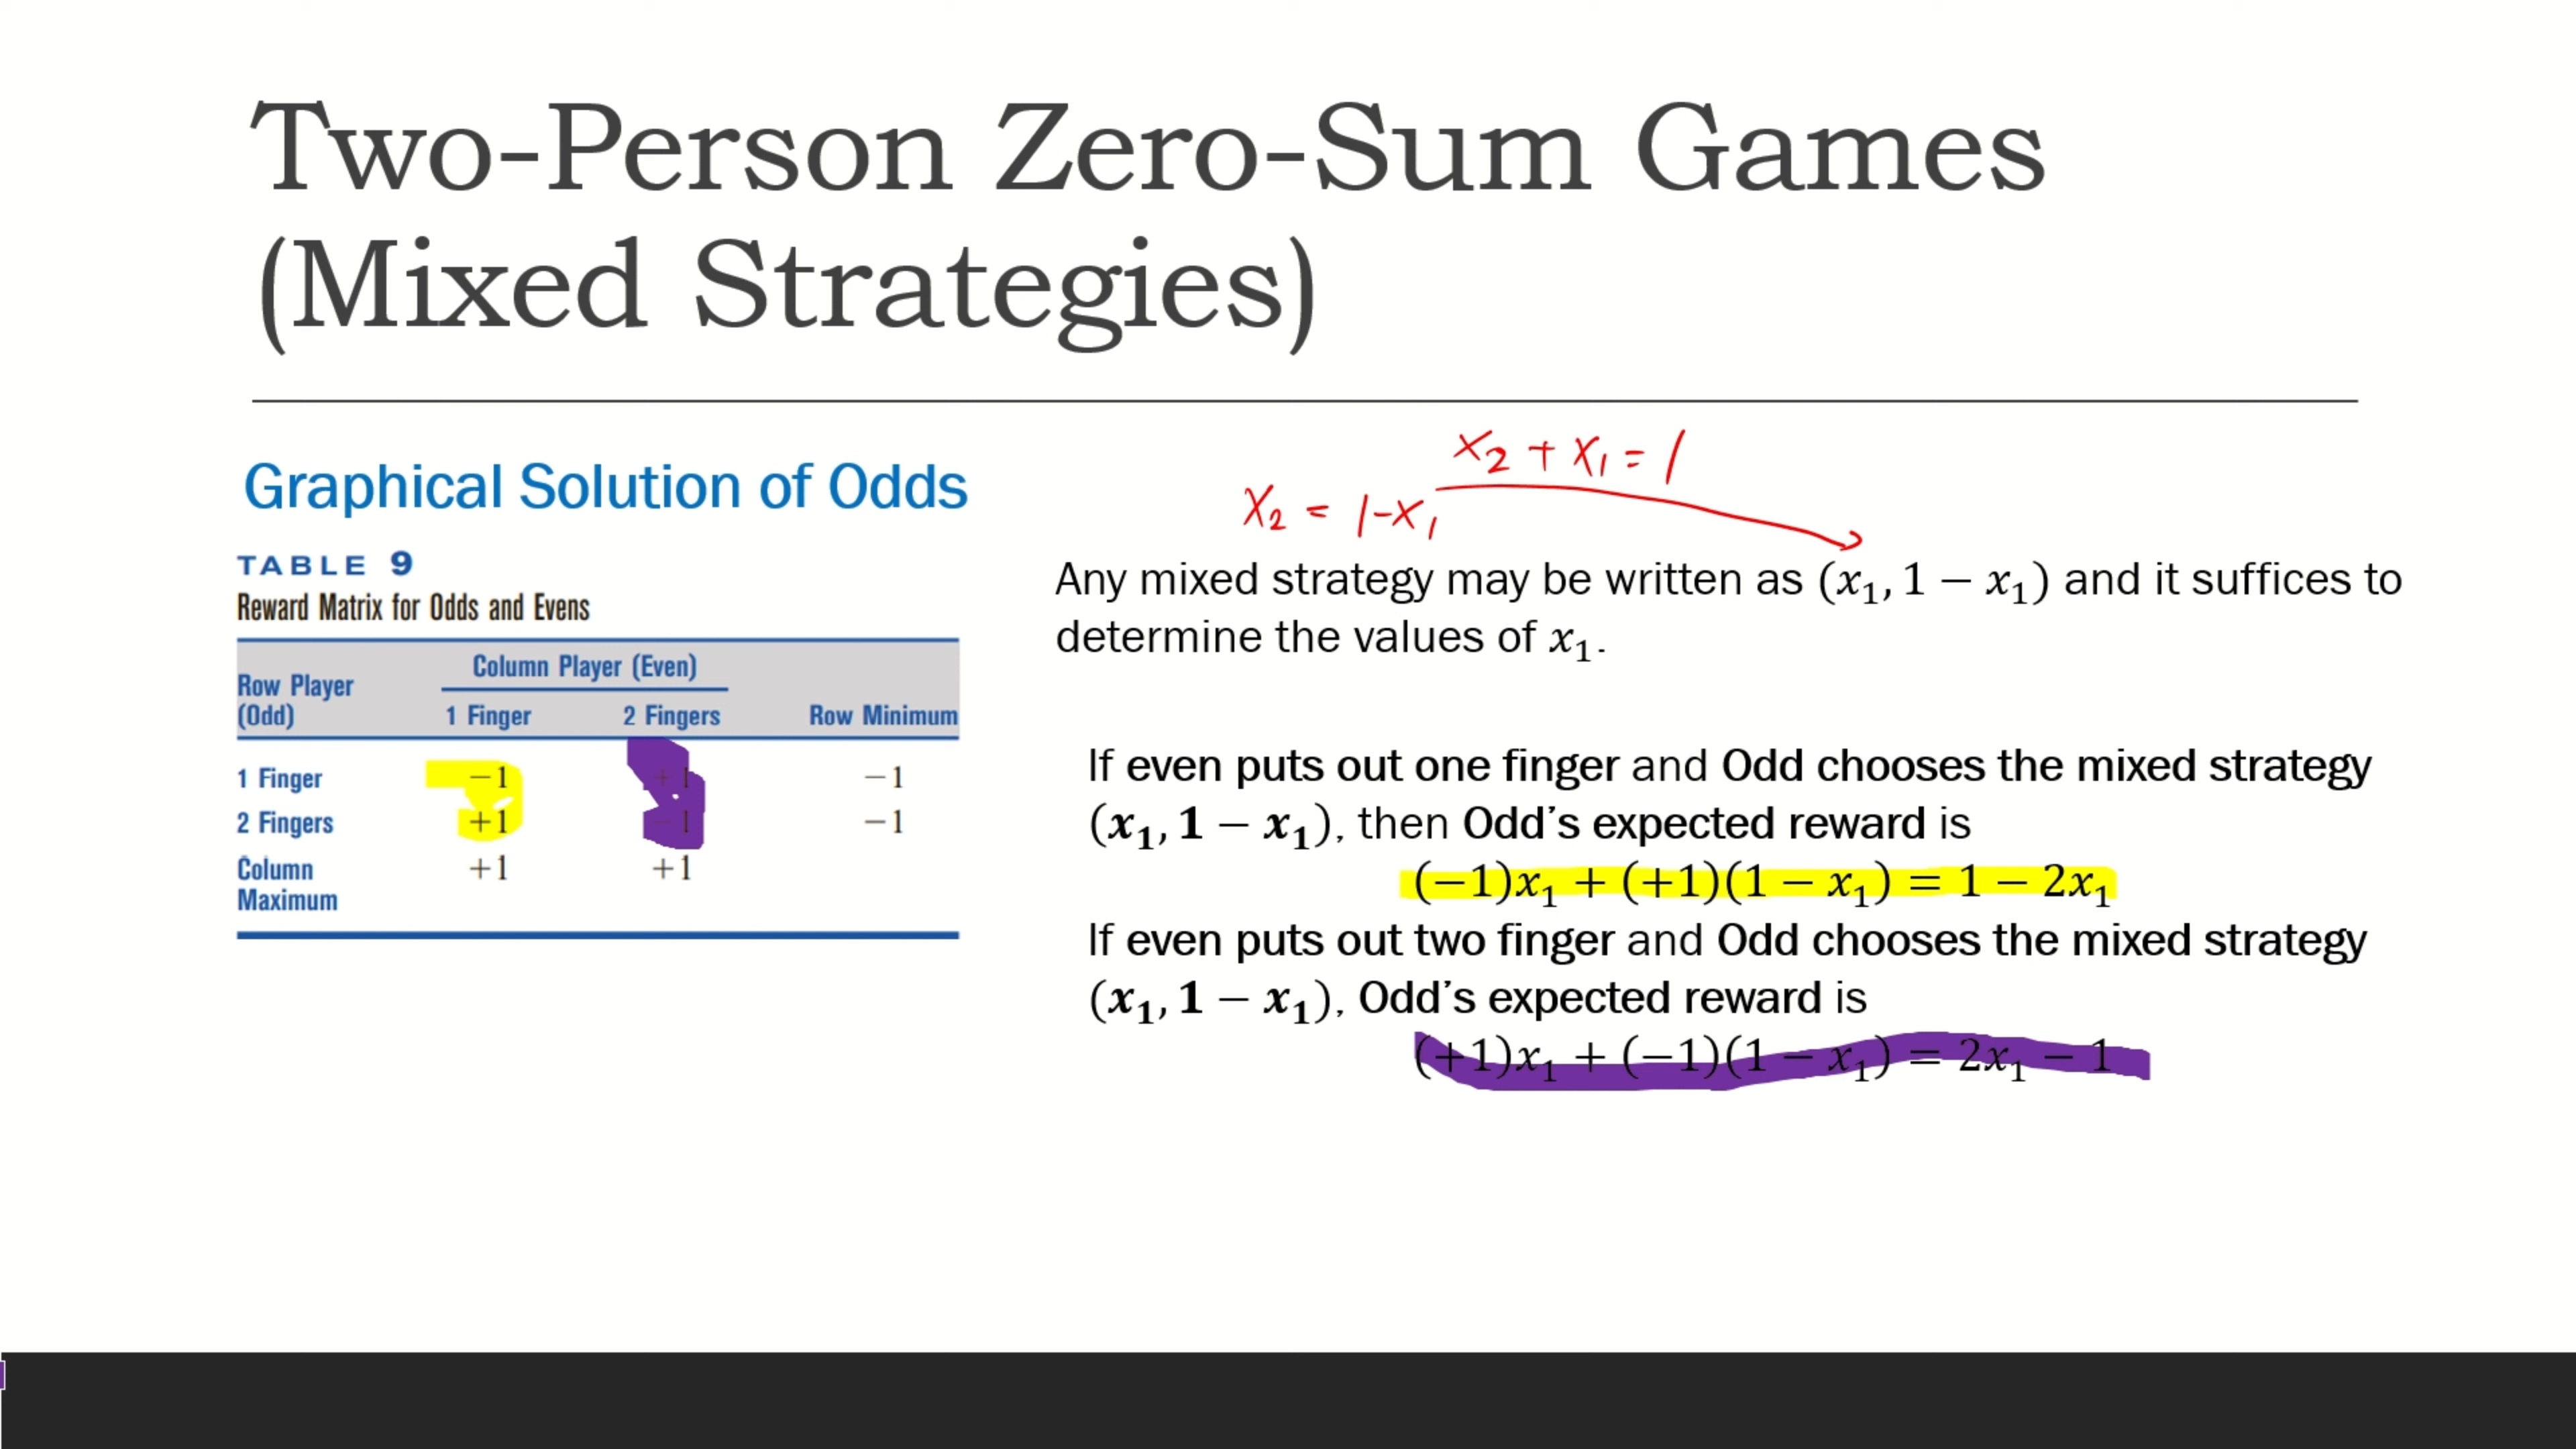 Two-Person Zero-Sum Games
(Mixed Strategies)
Graphical Solution of Odds
TABLE 9
Reward Matrix for Odds and Evens
Row Player (Odd) Column Player (Even)
1 Finger 2 Fingers Row Minimum
1 Finger −1 +1 −1
2 Fingers +1 −1 −1
Column Maximum +1 +1
x₂ + x₁ = 1
x₂ = 1-x₁
Any mixed strategy may be written as (x₁, 1 − x₁) and it suffices to
determine the values of x₁.
If even puts out one finger and Odd chooses the mixed strategy
(x₁, 1 − x₁), then Odd’s expected reward is
(−1)x₁ + (+1)(1 − x₁) = 1 − 2x₁
If even puts out two finger and Odd chooses the mixed strategy
(x₁, 1 − x₁), Odd’s expected reward is
(+1)x₁ + (−1)(1 − x₁) = 2x₁ − 1